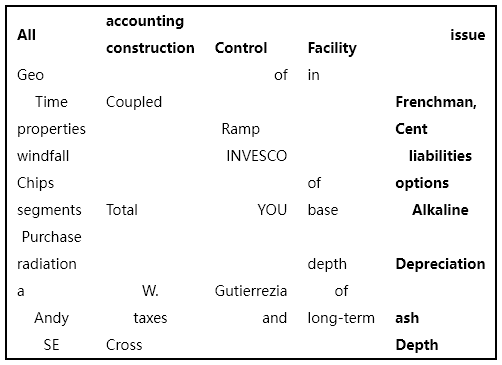 All accounting construction Control Facility issue
Geo of in
Time Coupled Frenchman,
properties Ramp Cent
windfall INVESCO liabilities
Chips of options
segments Total YOU base Alkaline
Purchase
radiation depth Depreciation
a W. Gutierrezia of
Andy taxes and long-term ash
SE Cross Depth